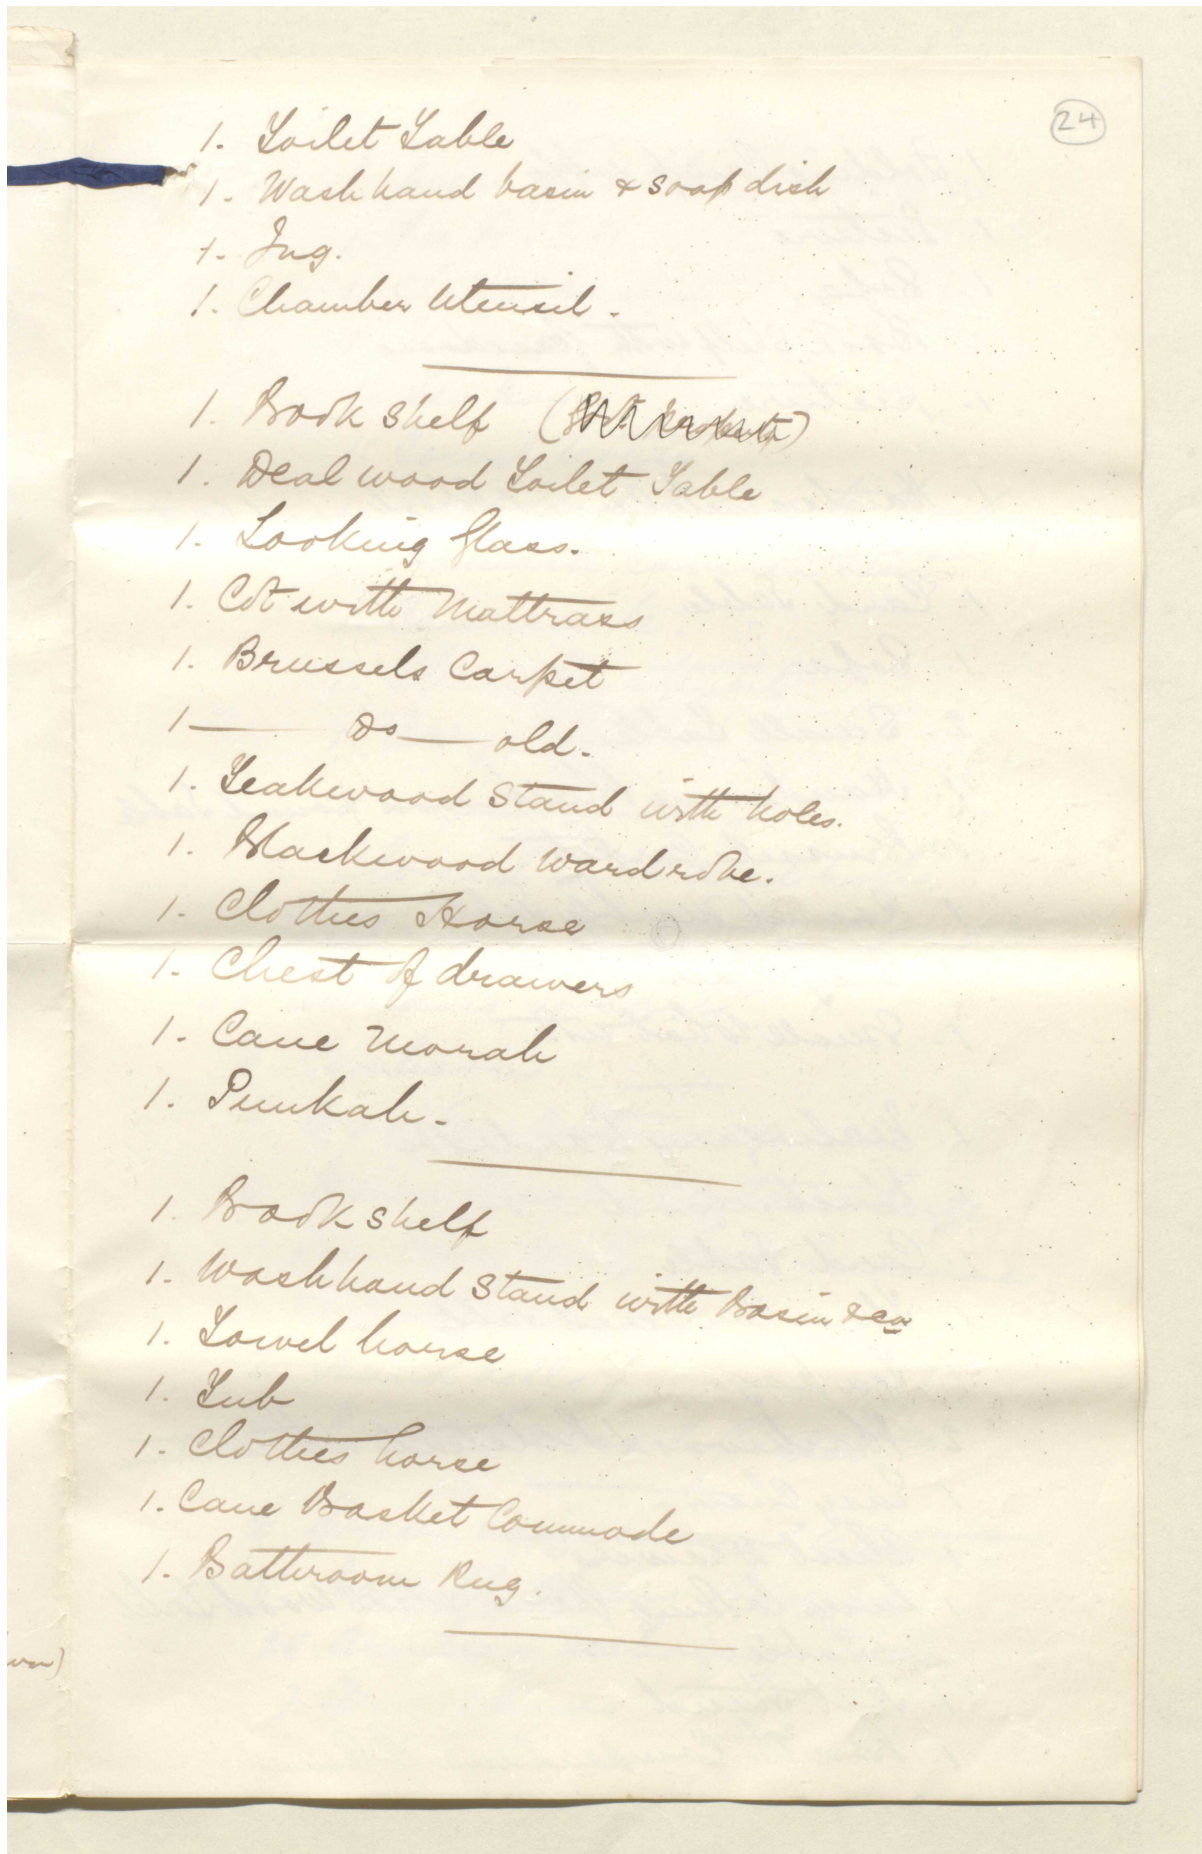 24
1. Toilet Table
1. Wash hand basin & soap dish
1. Jug.
1. Chamber Utensil.
1. Book Shelf
1. Deal wood Toilet Table
1. Looking Glass.
1. Cot with Mattrass
1. Brussels Carpet
1 — Do — old.
1. Teakwood Stand with holes.
1. Blackwood Wardrobe.
1. Clothes Horse
1. Chest of drawers
1. Cane Morah
1. Punkah.
1. Book Shelf
1. Wash hand Stand with Basin &ca
1. Towel horse
1. Tub
1. Clothes horse
1. Cane Basket Commode
1. Bathroom Rug.